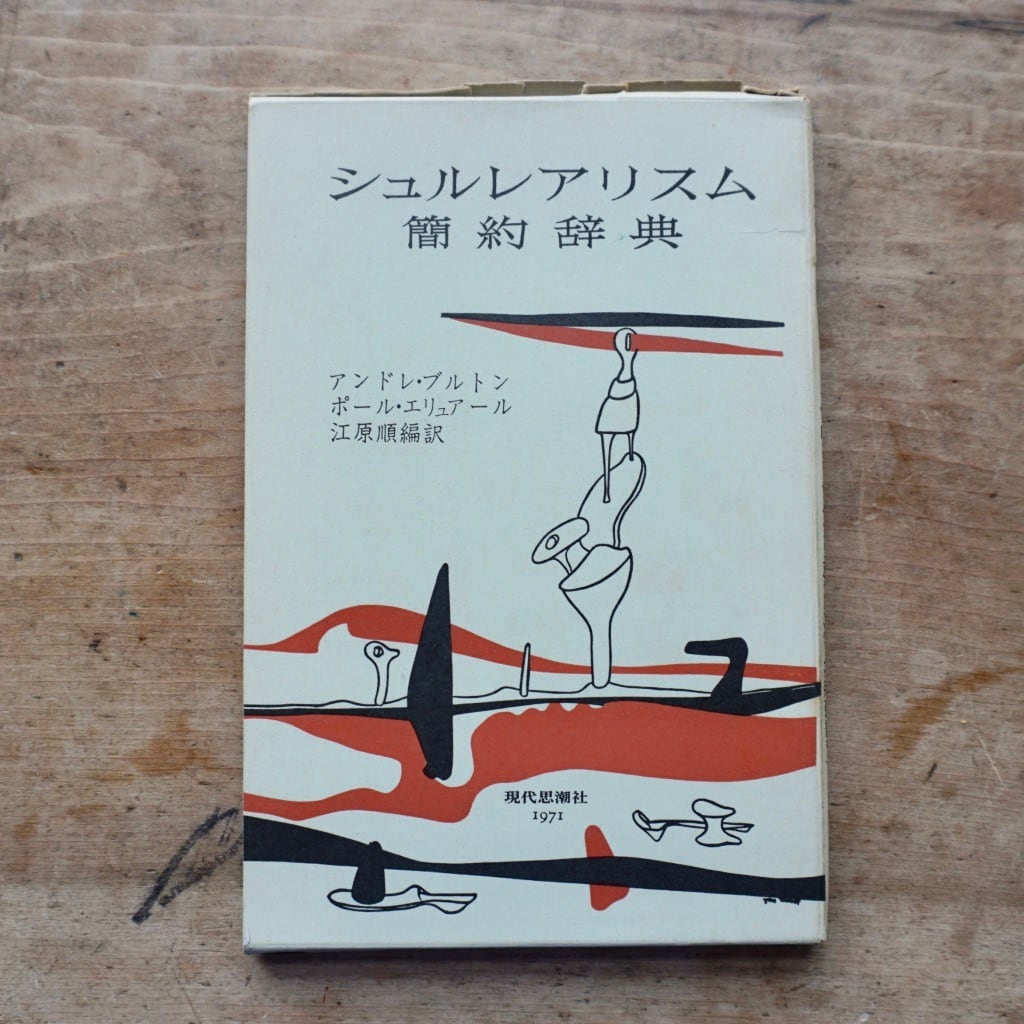 シュルレアリスム
簡約辞典
アンドレ・ブルトン
ポール・エリュアール
江原順編訳
現代思潮社
1971